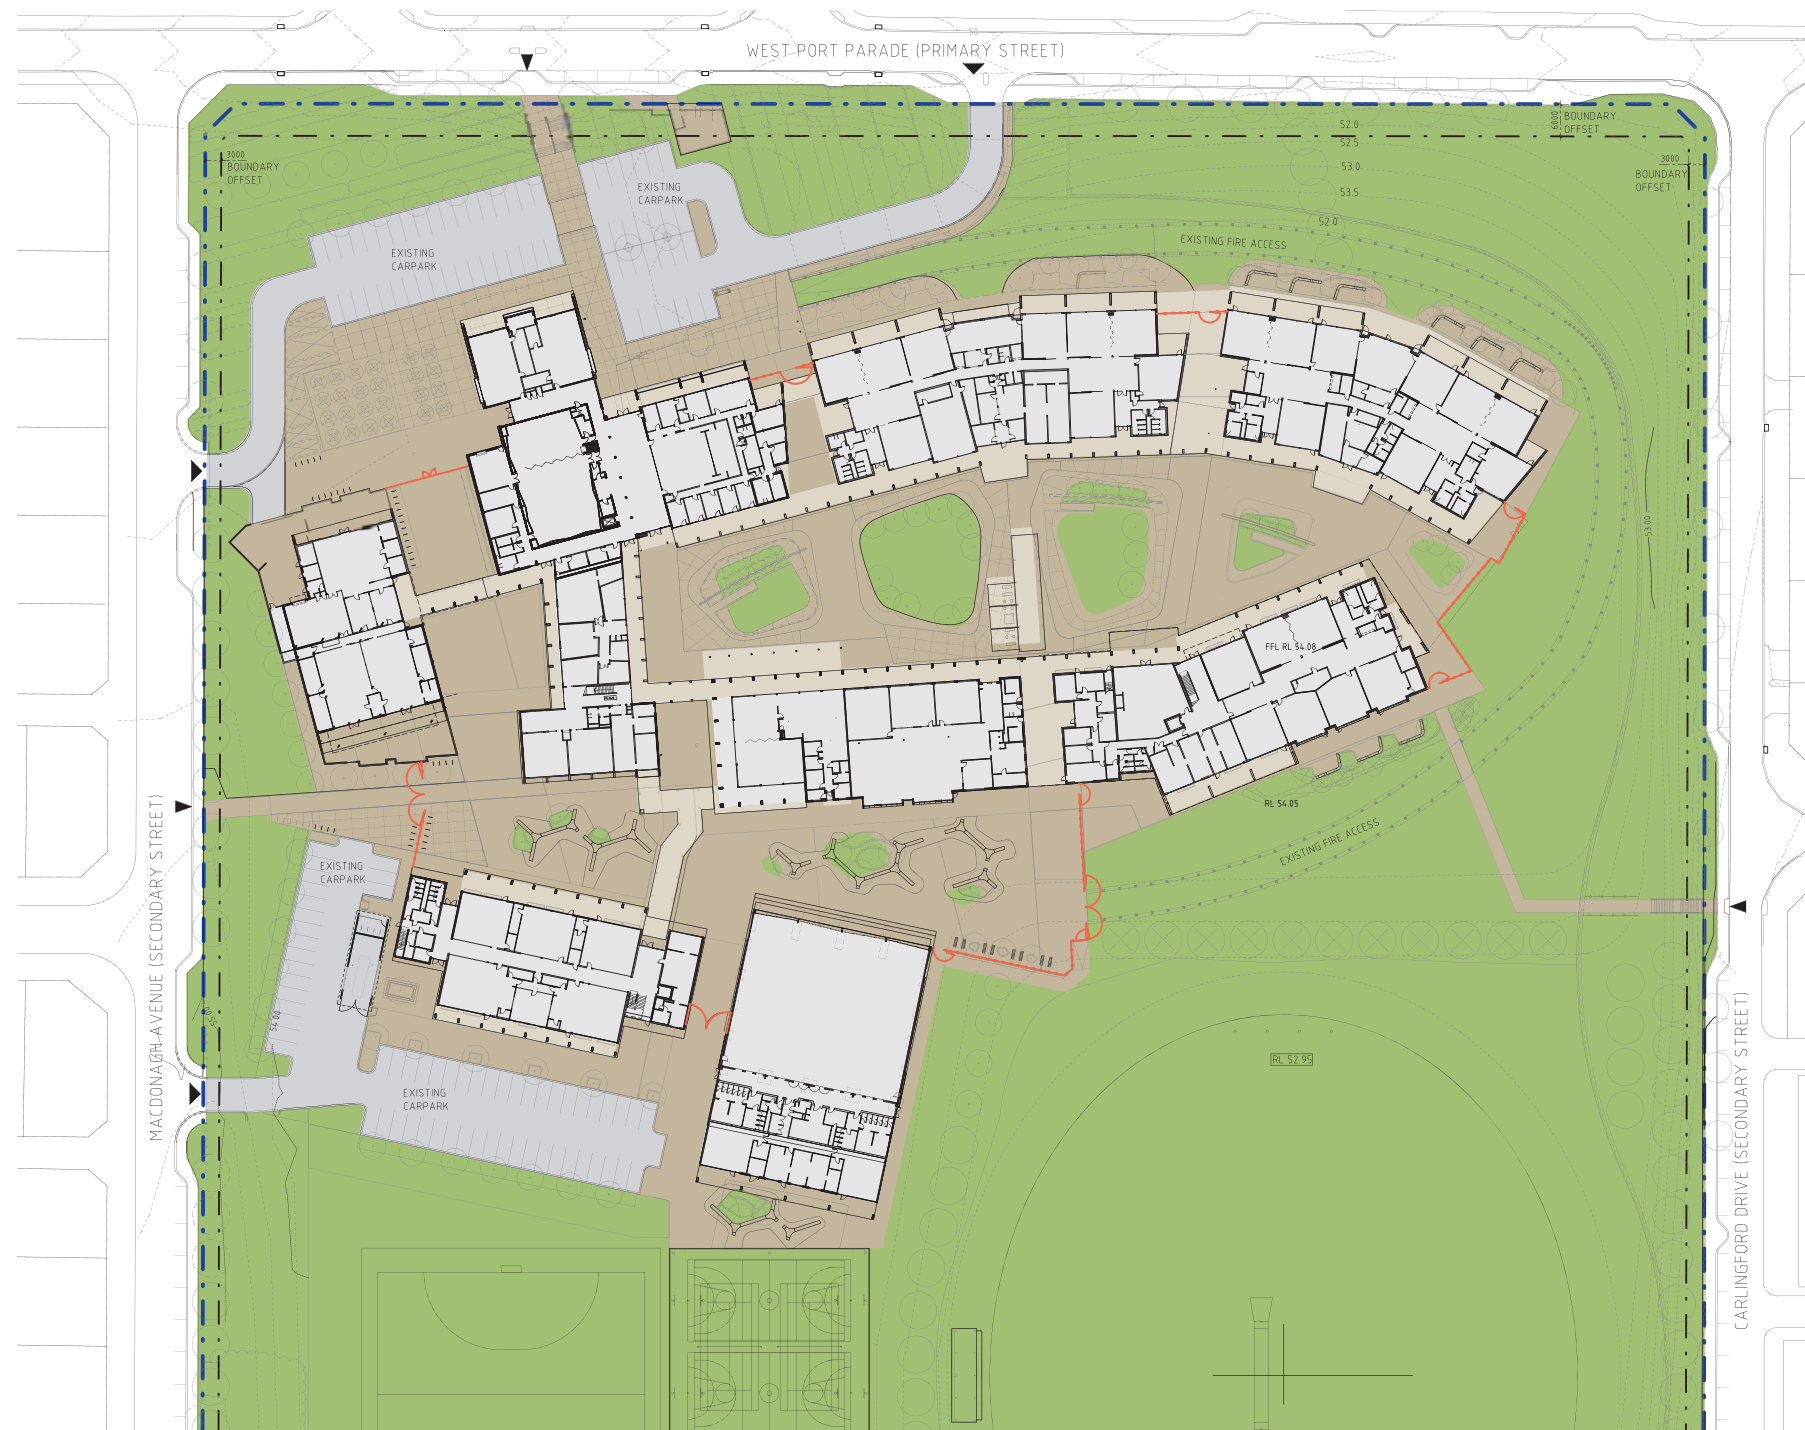 50
WEST PORT PARADE (PRIMARY STREET)
6000
BOUNDARY
OFFSET
52.0
52.5
53.0
53.5
52.0
3000
BOUNDARY
OFFSET
3000
BOUNDARY
OFFSET
EXISTING
CARPARK
EXISTING
CARPARK
EXISTING FIRE ACCESS
53.00
FFL RL 54.08
RL 54.05
EXISTING FIRE ACCESS
EXISTING
CARPARK
54.00
EXISTING
CARPARK
RL 52.95
MACDONAGH AVENUE (SECONDARY STREET)
CARLINGFORD DRIVE (SECONDARY STREET)